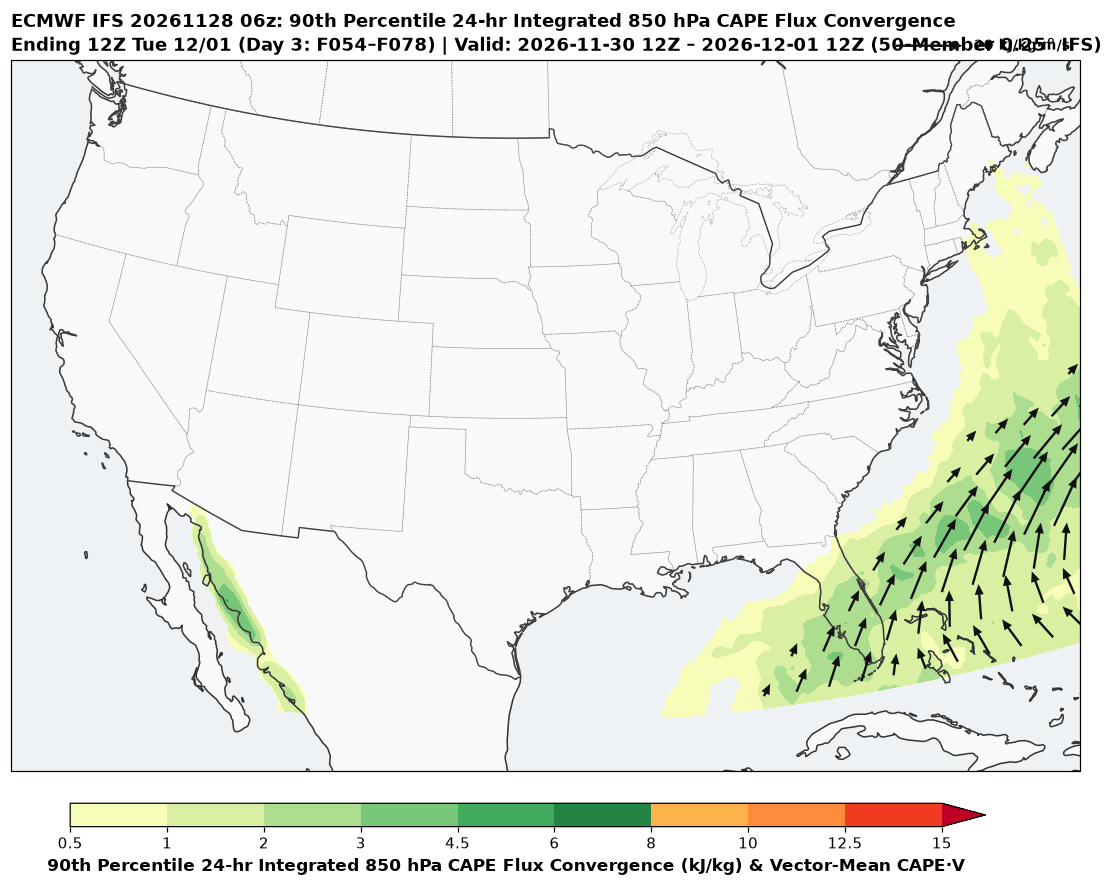 ECMWF IFS 20261128 06z: 90th Percentile 24-hr Integrated 850 hPa CAPE Flux Convergence
Ending 12Z Tue 12/01 (Day 3: F054–F078) | Valid: 2026-11-30 12Z – 2026-12-01 12Z (50-Member 0.25° IFS)
0.5 1 2 3 4.5 6 8 10 12.5 15
90th Percentile 24-hr Integrated 850 hPa CAPE Flux Convergence (kJ/kg) & Vector-Mean CAPE·V